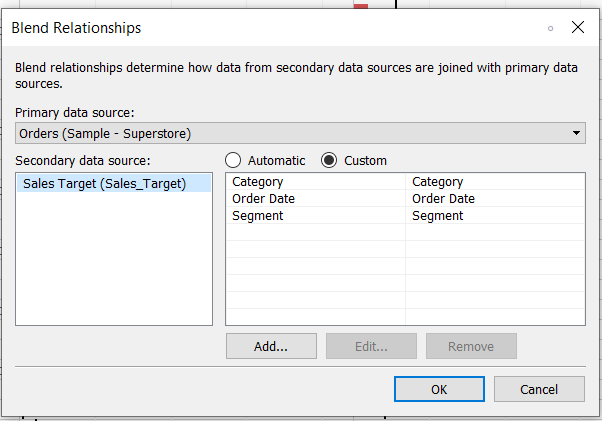 Blend Relationships
Blend relationships determine how data from secondary data sources are joined with primary data
sources.
Primary data source:
Orders (Sample - Superstore)
Secondary data source:
Automatic
Custom
Sales Target (Sales_Target)
Category Category
Order Date Order Date
Segment Segment
Add...
Edit...
Remove
OK
Cancel